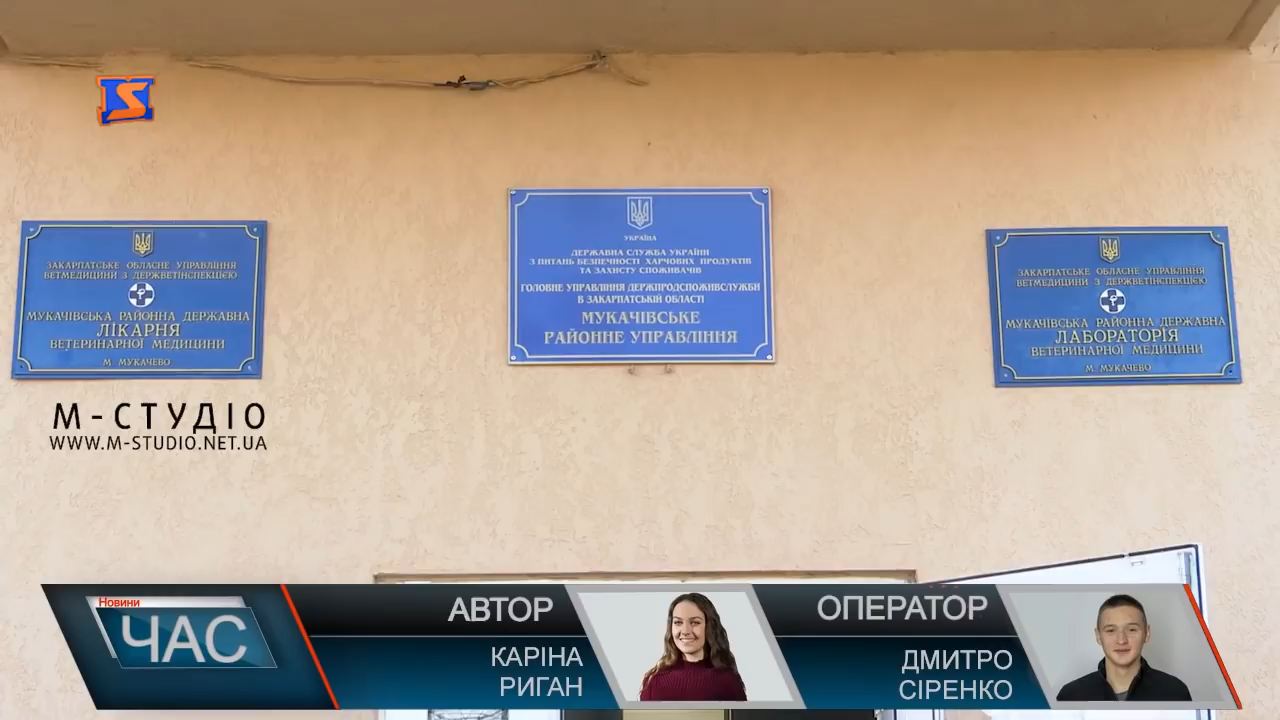 ЗАКАРПАТСЬКЕ ОБЛАСНЕ УПРАВЛІННЯ
ВЕТМЕДИЦИНИ З ДЕРЖВЕТІНСПЕКЦІЄЮ
МУКАЧІВСЬКА РАЙОННА ДЕРЖАВНА
ЛІКАРНЯ
ВЕТЕРИНАРНОЇ МЕДИЦИНИ
М. МУКАЧЕВО
УКРАЇНА
ДЕРЖАВНА СЛУЖБА УКРАЇНИ
З ПИТАНЬ БЕЗПЕЧНОСТІ ХАРЧОВИХ ПРОДУКТІВ
ТА ЗАХИСТУ СПОЖИВАЧІВ
ГОЛОВНЕ УПРАВЛІННЯ ДЕРЖПРОДСПОЖИВСЛУЖБИ
В ЗАКАРПАТСЬКІЙ ОБЛАСТІ
МУКАЧІВСЬКЕ
РАЙОННЕ УПРАВЛІННЯ
ЗАКАРПАТСЬКЕ ОБЛАСНЕ УПРАВЛІННЯ
ВЕТМЕДИЦИНИ З ДЕРЖВЕТІНСПЕКЦІЄЮ
МУКАЧІВСЬКА РАЙОННА ДЕРЖАВНА
ЛАБОРАТОРІЯ
ВЕТЕРИНАРНОЇ МЕДИЦИНИ
М. МУКАЧЕВО
М-СТУДІО
WWW.M-STUDIO.NET.UA
Новини
ЧАС
АВТОР
КАРІНА
РИГАН
ОПЕРАТОР
ДМИТРО
СІРЕНКО